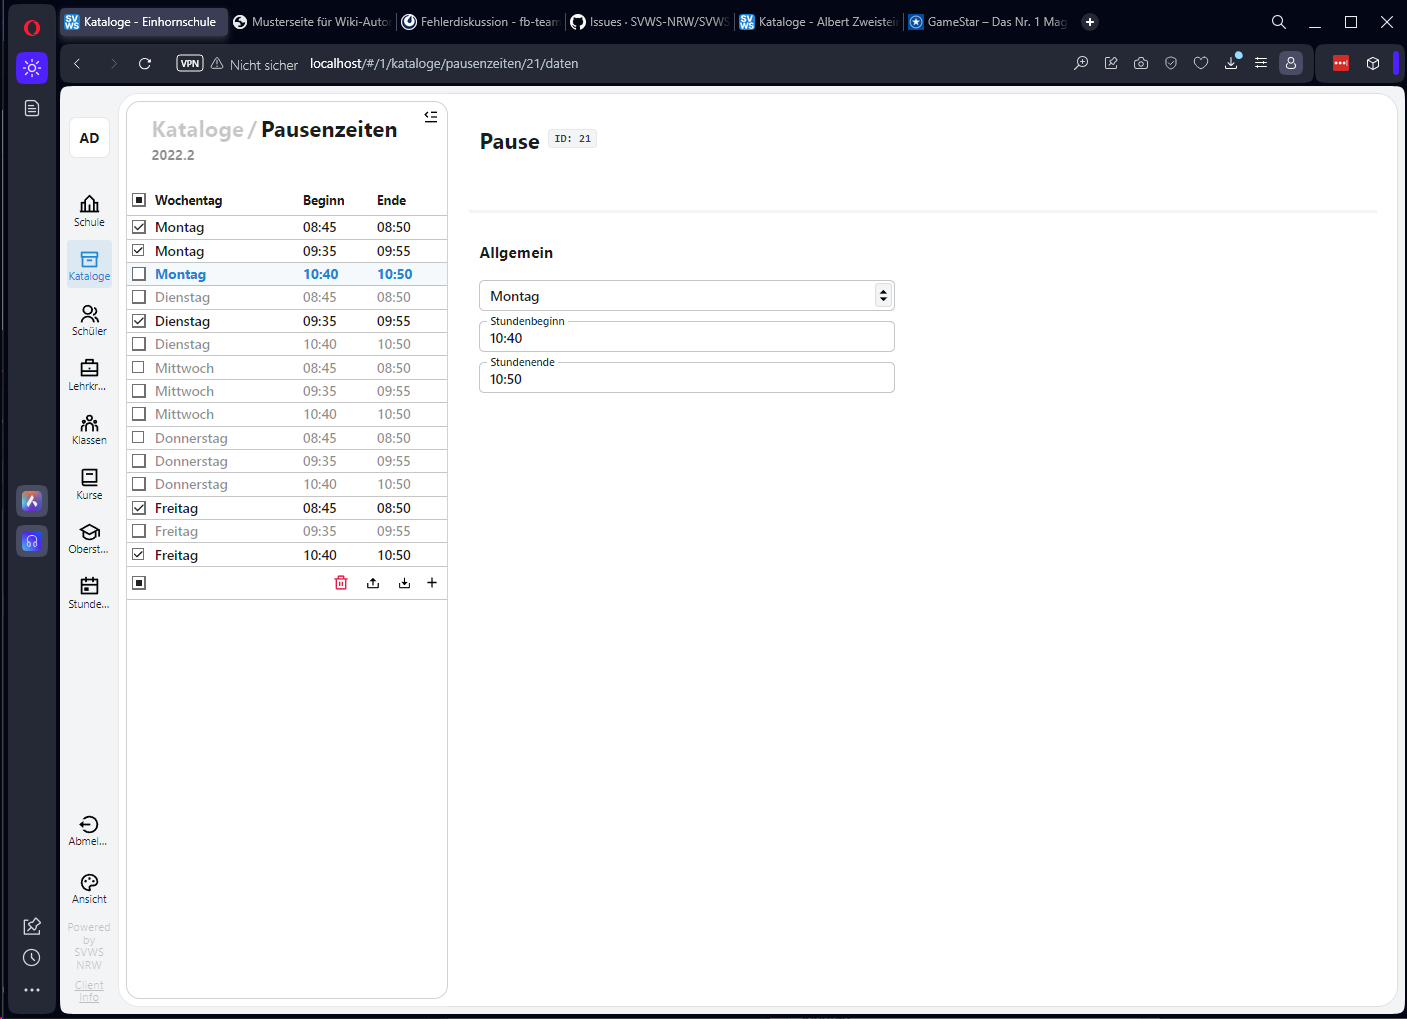 Kataloge - Einhornschule
Musterseite für Wiki-Autor
Fehlerdiskussion - fb-team
Issues · SVWS-NRW/SVWS
Kataloge - Albert Zweistein
GameStar – Das Nr. 1 Mag
VPN
Nicht sicher
localhost/#/1/kataloge/pausenzeiten/21/daten
AD
Schule
Kataloge
Schüler
Lehrkr...
Klassen
Kurse
Oberst...
Stunde...
Abmel...
Ansicht
Powered
by
SVWS
NRW
Client
Info
Kataloge / Pausenzeiten
2022.2
Wochentag Beginn Ende
Montag 08:45 08:50
Montag 09:35 09:55
Montag 10:40 10:50
Dienstag 08:45 08:50
Dienstag 09:35 09:55
Dienstag 10:40 10:50
Mittwoch 08:45 08:50
Mittwoch 09:35 09:55
Mittwoch 10:40 10:50
Donnerstag 08:45 08:50
Donnerstag 09:35 09:55
Donnerstag 10:40 10:50
Freitag 08:45 08:50
Freitag 09:35 09:55
Freitag 10:40 10:50
Pause ID: 21
Allgemein
Montag
Stundenbeginn
10:40
Stundenende
10:50